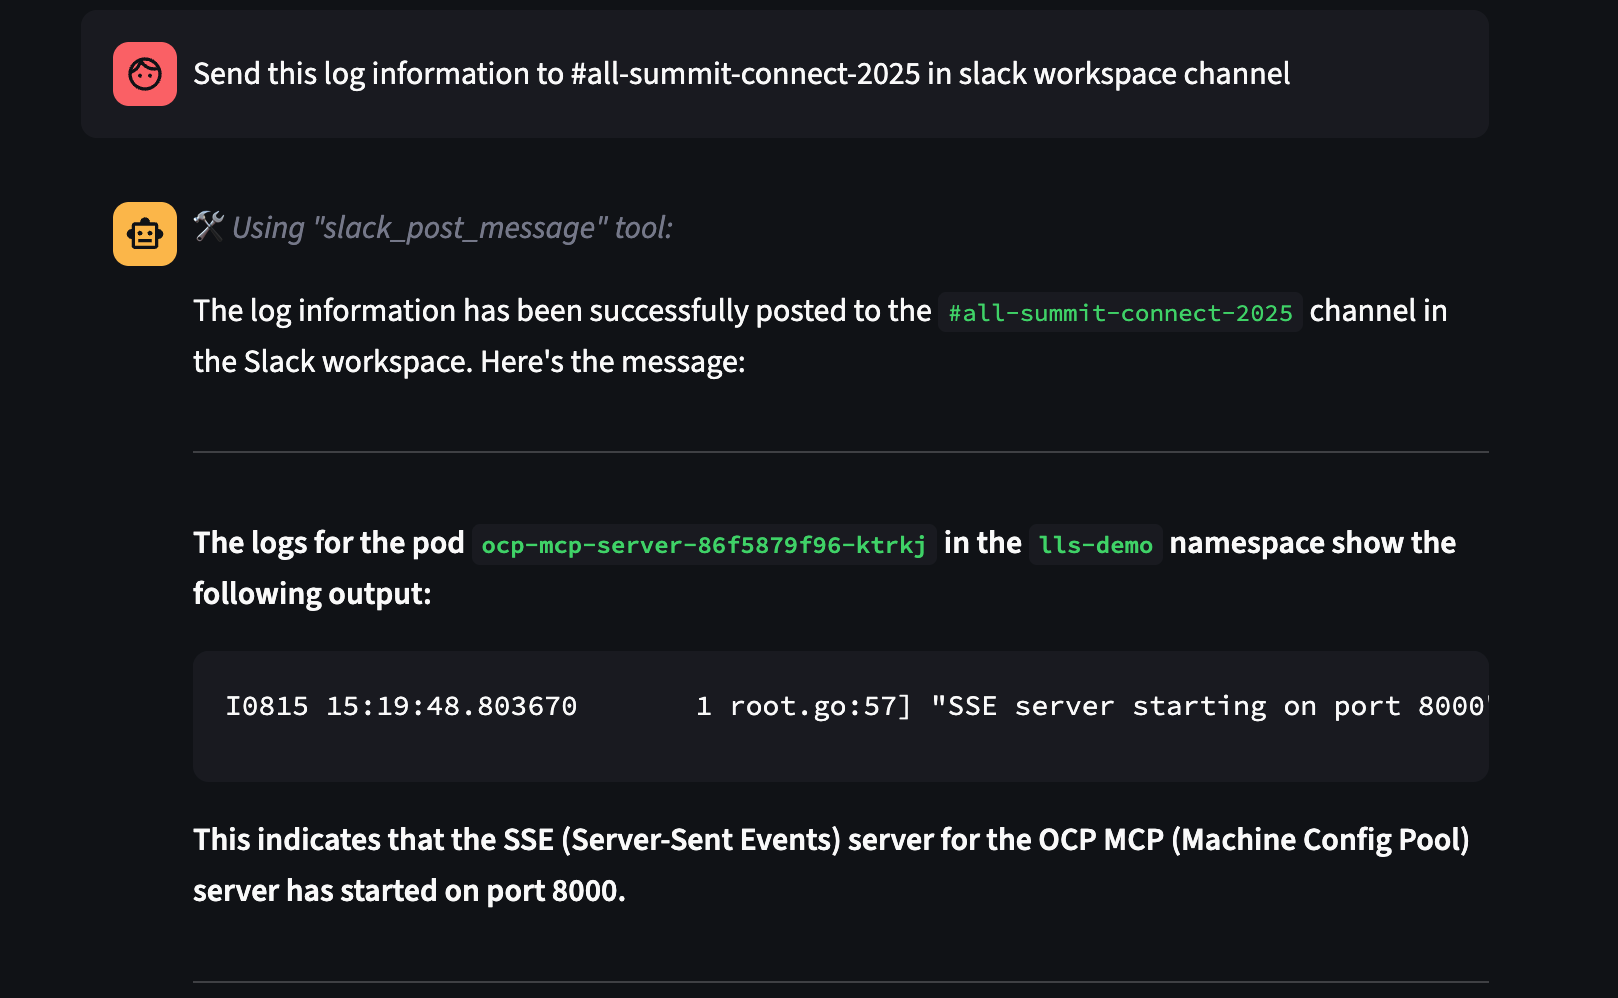 Send this log information to #all-summit-connect-2025 in slack workspace channel
🛠 Using "slack_post_message" tool:
The log information has been successfully posted to the #all-summit-connect-2025 channel in
the Slack workspace. Here's the message:
The logs for the pod ocp-mcp-server-86f5879f96-ktrkj in the lls-demo namespace show the
following output:
I0815 15:19:48.803670       1 root.go:57] "SSE server starting on port 8000"
This indicates that the SSE (Server-Sent Events) server for the OCP MCP (Machine Config Pool)
server has started on port 8000.